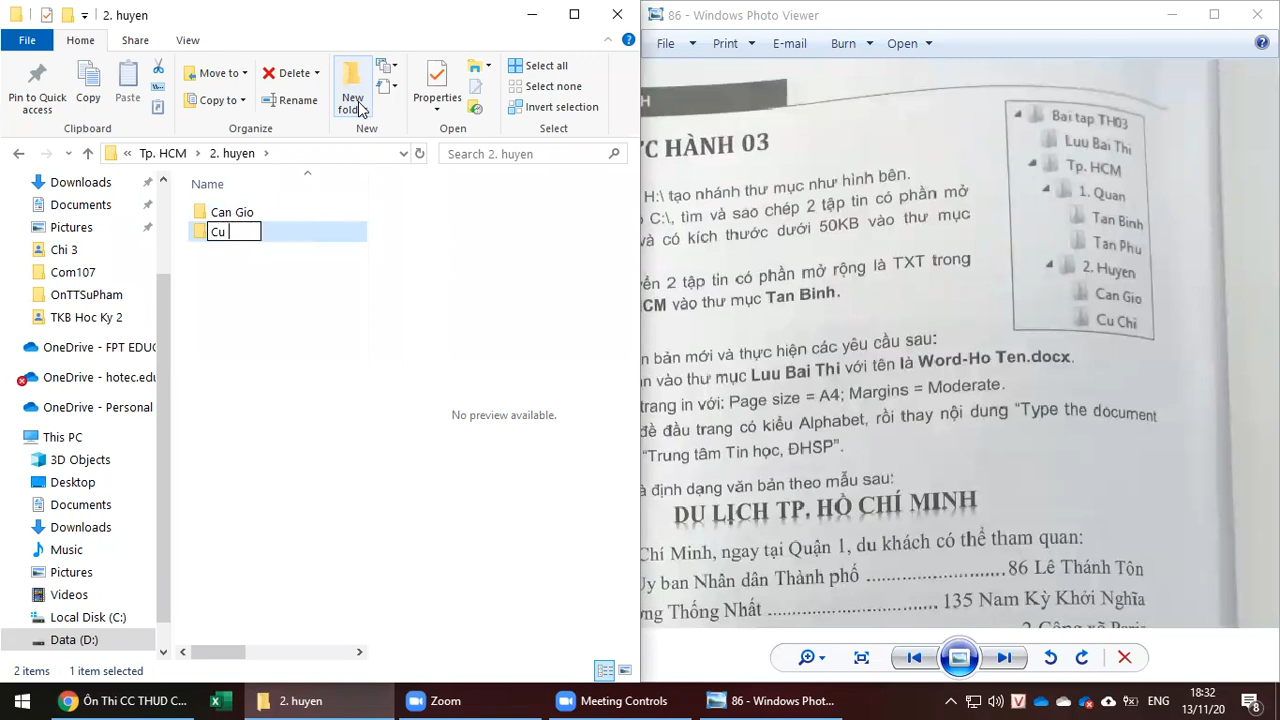 2. huyen
86 - Windows Photo Viewer
File
Home
Share
View
File
Print
E-mail
Burn
Open
Pin to Quick access
Copy
Paste
Move to
Copy to
Delete
Rename
New folder
Properties
Select all
Select none
Invert selection
Clipboard
Organize
New
Open
Select
Tp. HCM
2. huyen
Search 2. huyen
Downloads
Documents
Pictures
Chi 3
Com107
OnTTSuPham
TKB Hoc Ky 2
OneDrive - FPT EDUC
OneDrive - hotec.edu
OneDrive - Personal
This PC
3D Objects
Desktop
Documents
Downloads
Music
Pictures
Videos
Local Disk (C:)
Data (D:)
Name
Can Gio
Cu
No preview available.
2 items
1 item selected
H
ỰC HÀNH 03
H:\ tạo nhánh thư mục như hình bên.
C:\, tìm và sao chép 2 tập tin có phần mở
và có kích thước dưới 50KB vào thư mục
2 tập tin có phần mở rộng là TXT trong
HCM vào thư mục Tan Binh.
bản mới và thực hiện các yêu cầu sau:
vào thư mục Luu Bai Thi với tên là Word-Ho Ten.docx.
trang in với: Page size = A4; Margins = Moderate.
đề đầu trang có kiểu Alphabet, rồi thay nội dung "Type the document
"Trung tâm Tin học, ĐHSP".
định dạng văn bản theo mẫu sau:
DU LỊCH TP. HỒ CHÍ MINH
Chí Minh, ngay tại Quận 1, du khách có thể tham quan:
Ủy ban Nhân dân Thành phố ........................86 Lê Thánh Tôn
Thống Nhất ........................135 Nam Kỳ Khởi Nghĩa
Bai tap TH03
Luu Bai Thi
Tp. HCM
1. Quan
Tan Binh
Tan Phu
2. Huyen
Can Gio
Cu Chi
Ôn Thi CC THUD C...
2. huyen
Zoom
Meeting Controls
86 - Windows Phot...
ENG
18:32
13/11/20
8